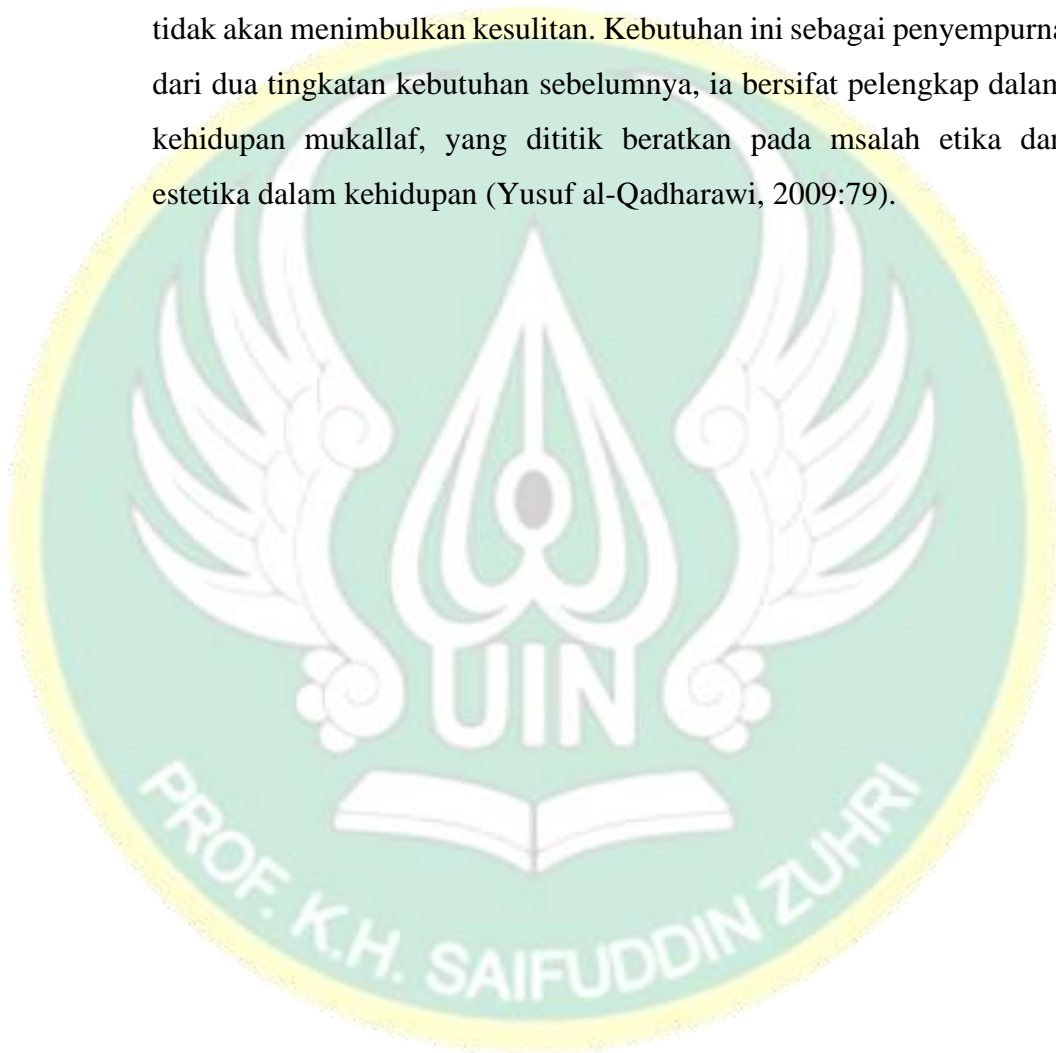 tidak akan menimbulkan kesulitan. Kebutuhan ini sebagai penyempurna
dari dua tingkatan kebutuhan sebelumnya, ia bersifat pelengkap dalam
kehidupan mukallaf, yang dititik beratkan pada msalah etika dan
estetika dalam kehidupan (Yusuf al-Qadharawi, 2009:79).
UIN
PROF. K.H. SAIFUDDIN ZUHRI